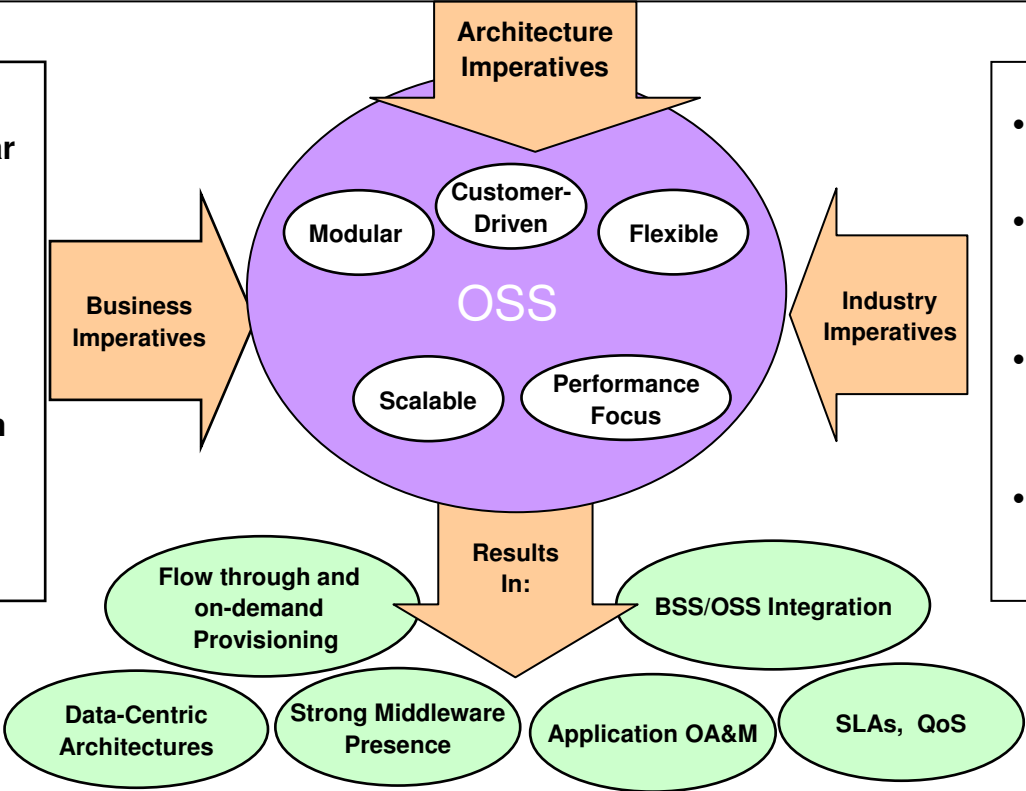 Architecture
Imperatives
Customer-
Driven
Modular
Flexible
OSS
Business
Imperatives
Industry
Imperatives
Scalable
Performance
Focus
Results
In:
Flow through and
on-demand
Provisioning
BSS/OSS Integration
Data-Centric
Architectures
Strong Middleware
Presence
Application OA&M
SLAs, QoS